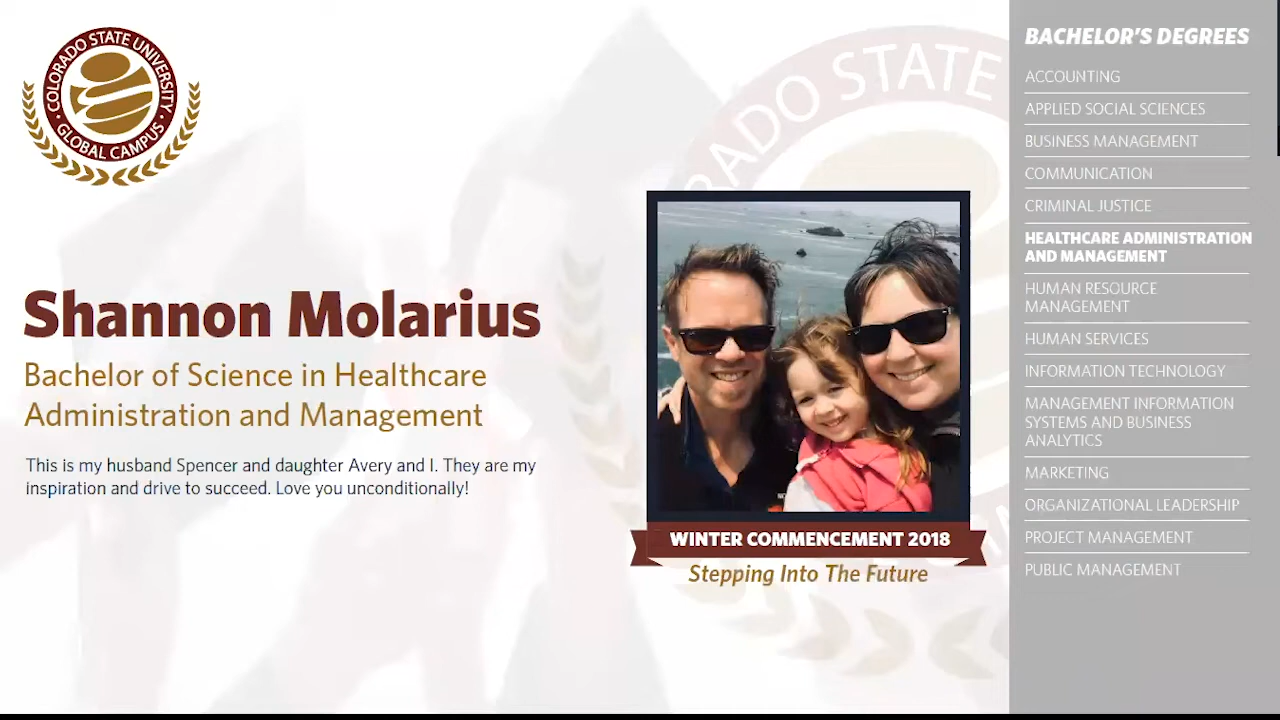 COLORADO STATE UNIVERSITY
GLOBAL CAMPUS
Shannon Molarius
Bachelor of Science in Healthcare
Administration and Management
This is my husband Spencer and daughter Avery and I. They are my
inspiration and drive to succeed. Love you unconditionally!
WINTER COMMENCEMENT 2018
Stepping Into The Future
BACHELOR'S DEGREES
ACCOUNTING
APPLIED SOCIAL SCIENCES
BUSINESS MANAGEMENT
COMMUNICATION
CRIMINAL JUSTICE
HEALTHCARE ADMINISTRATION
AND MANAGEMENT
HUMAN RESOURCE
MANAGEMENT
HUMAN SERVICES
INFORMATION TECHNOLOGY
MANAGEMENT INFORMATION
SYSTEMS AND BUSINESS
ANALYTICS
MARKETING
ORGANIZATIONAL LEADERSHIP
PROJECT MANAGEMENT
PUBLIC MANAGEMENT